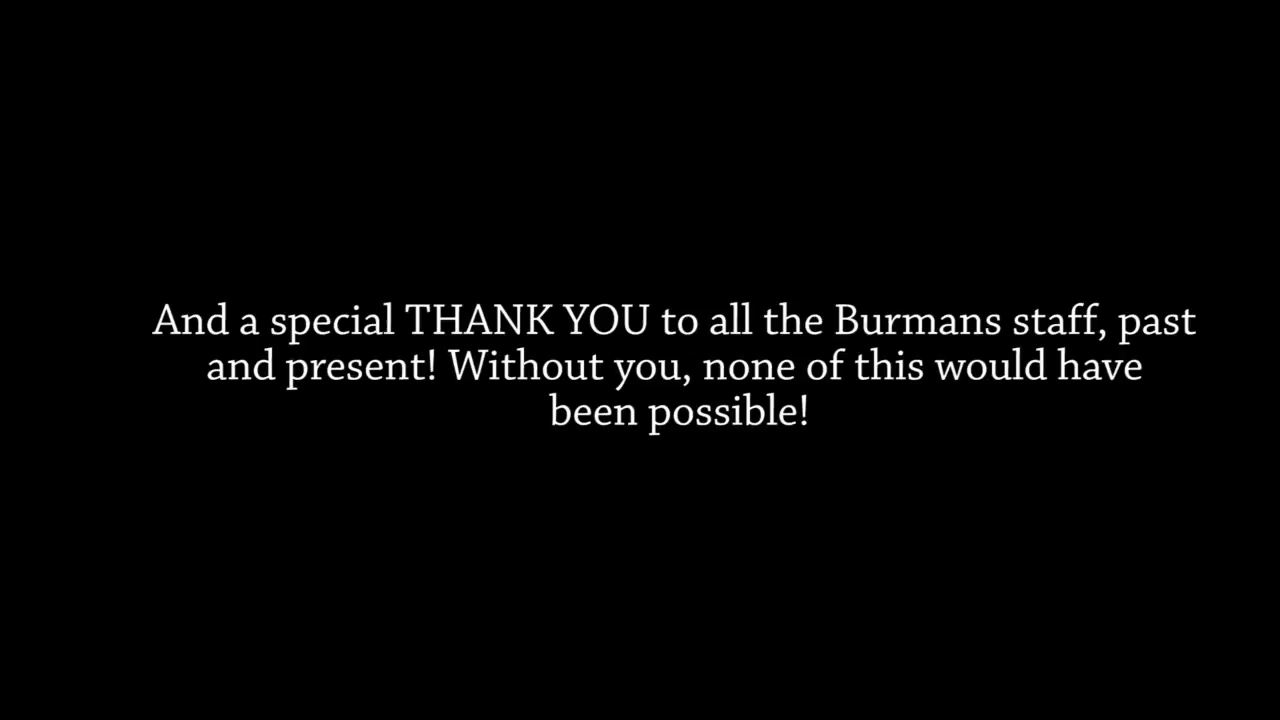 And a special THANK YOU to all the Burmans staff, past
and present! Without you, none of this would have
been possible!